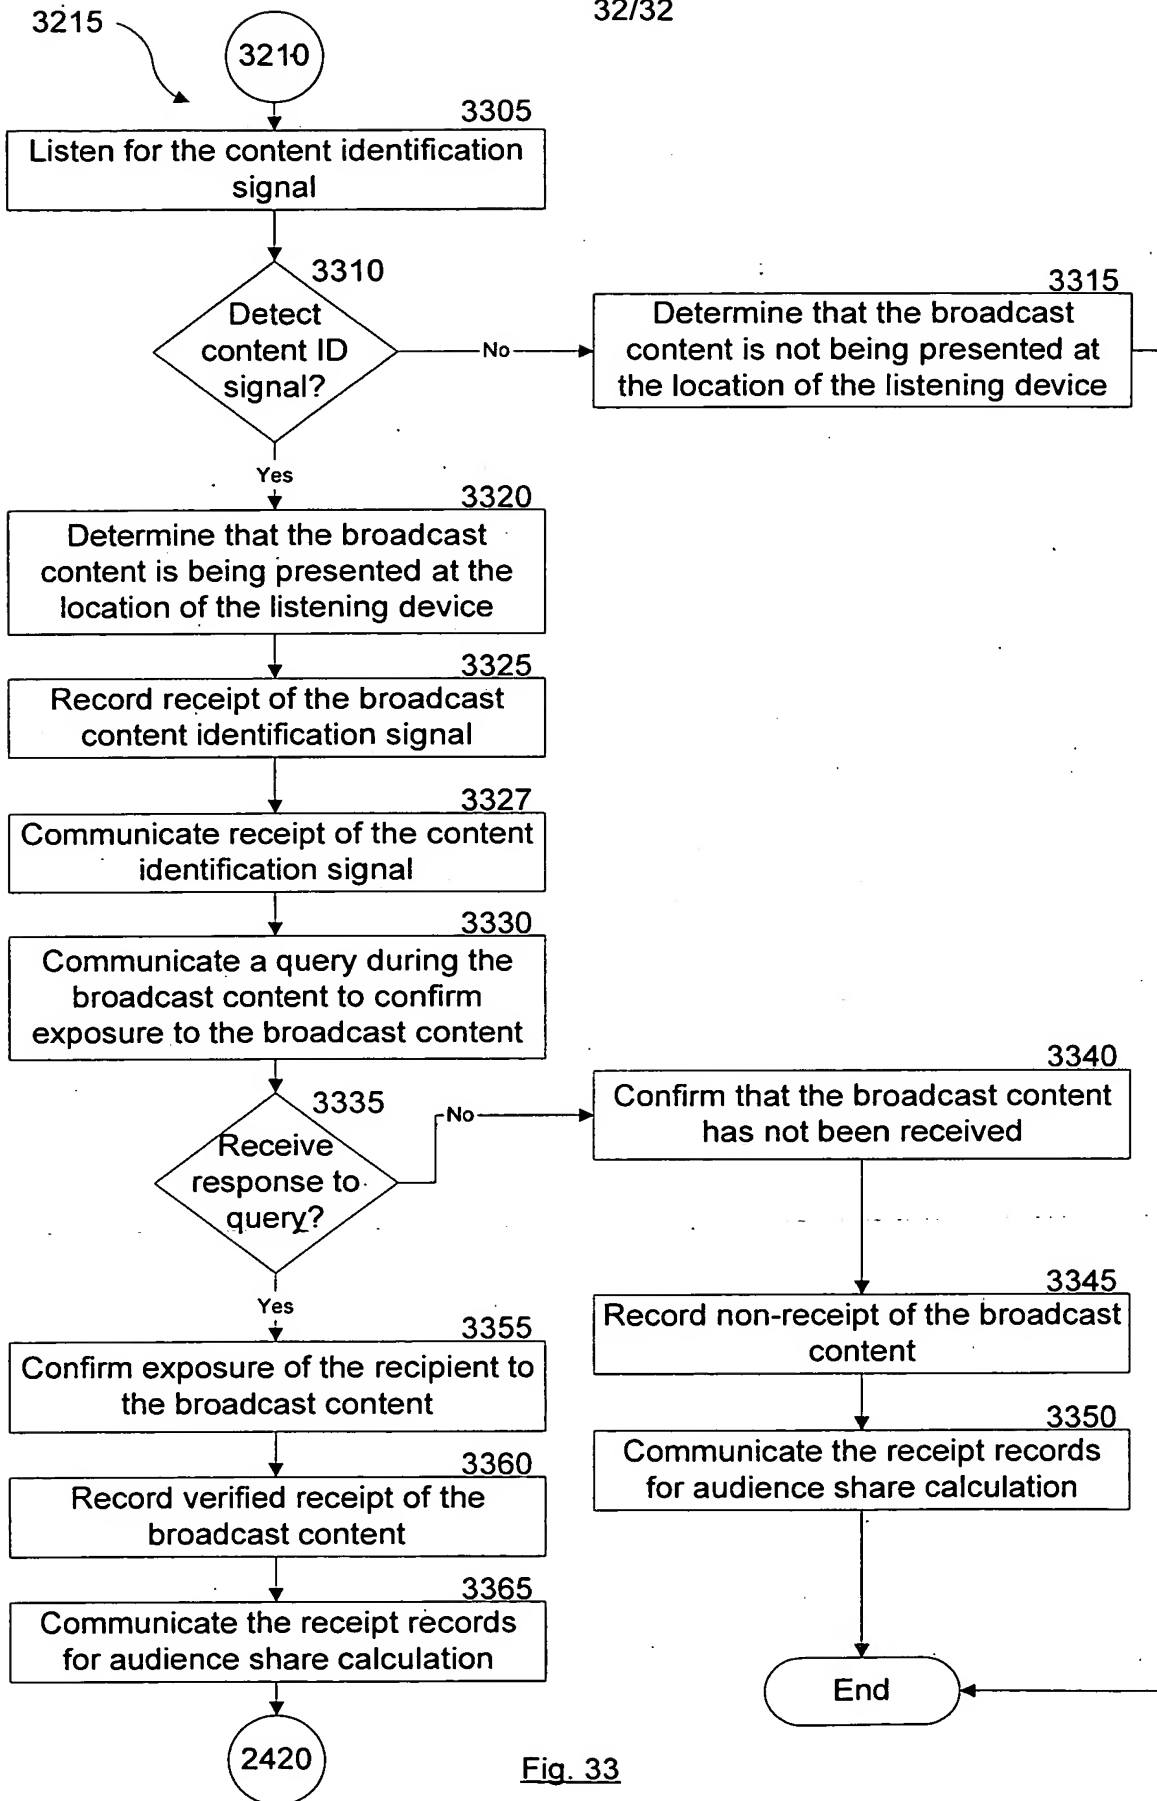 32/32
3215
3210
3305
Listen for the content identification
signal
3310
Detect
content ID
signal?
No
3315
Determine that the broadcast
content is not being presented at
the location of the listening device
Yes
3320
Determine that the broadcast
content is being presented at the
location of the listening device
3325
Record receipt of the broadcast
content identification signal
3327
Communicate receipt of the content
identification signal
3330
Communicate a query during the
broadcast content to confirm
exposure to the broadcast content
3335
Receive
response to
query?
No
3340
Confirm that the broadcast content
has not been received
3345
Record non-receipt of the broadcast
content
3350
Communicate the receipt records
for audience share calculation
Yes
3355
Confirm exposure of the recipient to
the broadcast content
3360
Record verified receipt of the
broadcast content
3365
Communicate the receipt records
for audience share calculation
End
2420
Fig. 33